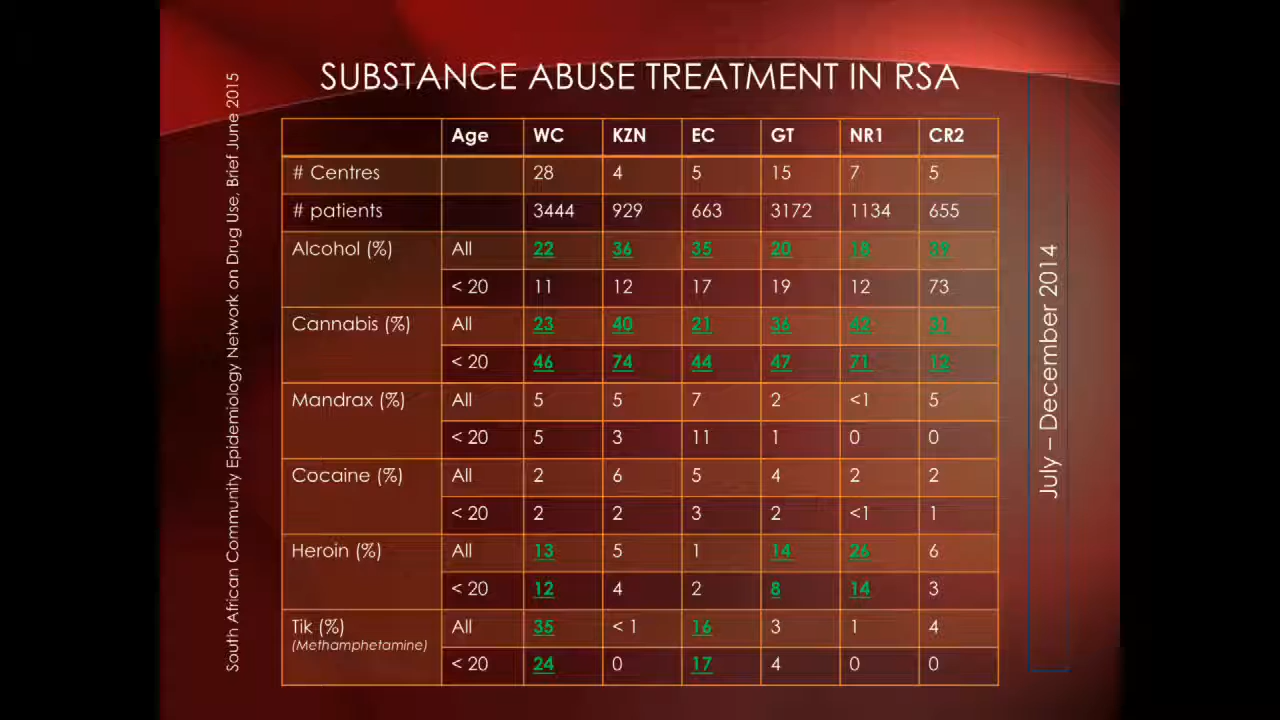 SUBSTANCE ABUSE TREATMENT IN RSA
South African Community Epidemiology Network on Drug Use, Brief June 2015
Age WC KZN EC GT NR1 CR2
# Centres 28 4 5 15 7 5
# patients 3444 929 663 3172 1134 655
Alcohol (%) All 22 36 35 20 18 39
< 20 11 12 17 19 12 73
Cannabis (%) All 23 40 21 36 42 31
< 20 46 74 44 47 71 12
Mandrax (%) All 5 5 7 2 <1 5
< 20 5 3 11 1 0 0
Cocaine (%) All 2 6 5 4 2 2
< 20 2 2 3 2 <1 1
Heroin (%) All 13 5 1 14 26 6
< 20 12 4 2 8 14 3
Tik (%) All 35 < 1 16 3 1 4
(Methamphetamine)
< 20 24 0 17 4 0 0
July – December 2014